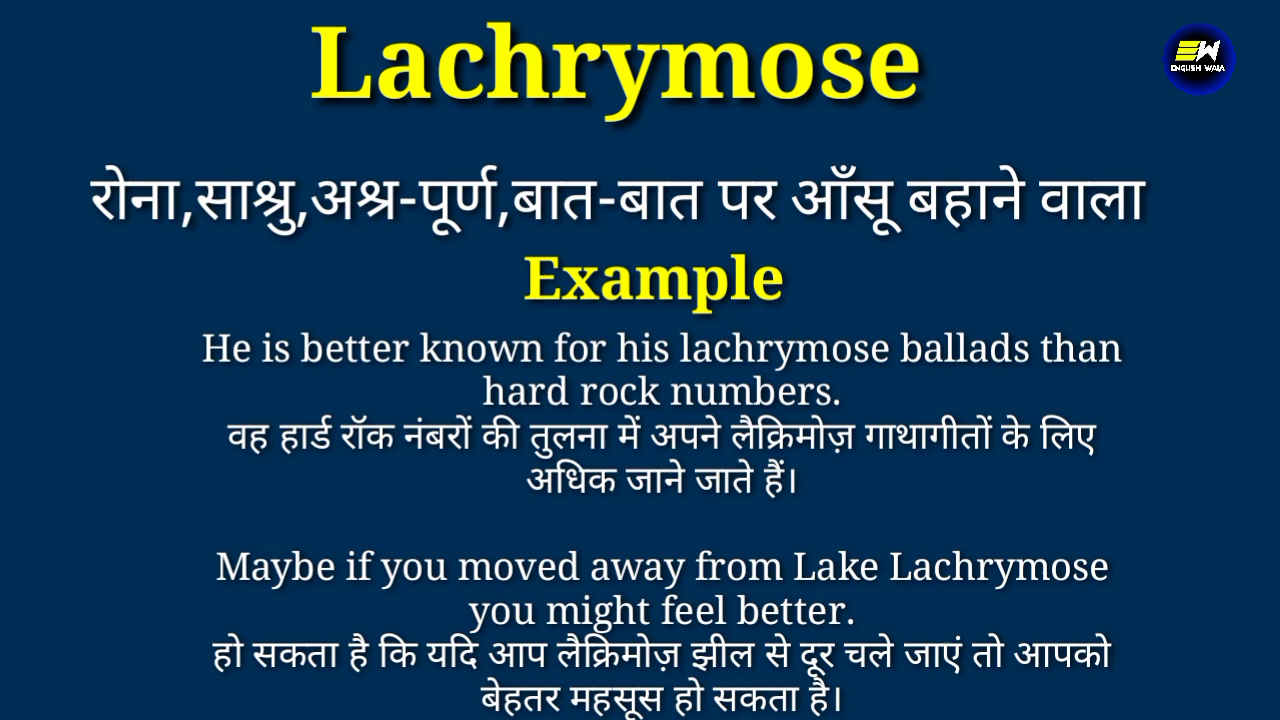 Lachrymose
EW
ENGLISH WALA
रोना,साश्रु,अश्र-पूर्ण,बात-बात पर आँसू बहाने वाला
Example
He is better known for his lachrymose ballads than
hard rock numbers.
वह हार्ड रॉक नंबरों की तुलना में अपने लैक्रिमोज़ गाथागीतों के लिए
अधिक जाने जाते हैं।
Maybe if you moved away from Lake Lachrymose
you might feel better.
हो सकता है कि यदि आप लैक्रिमोज़ झील से दूर चले जाएं तो आपको
बेहतर महसूस हो सकता है।